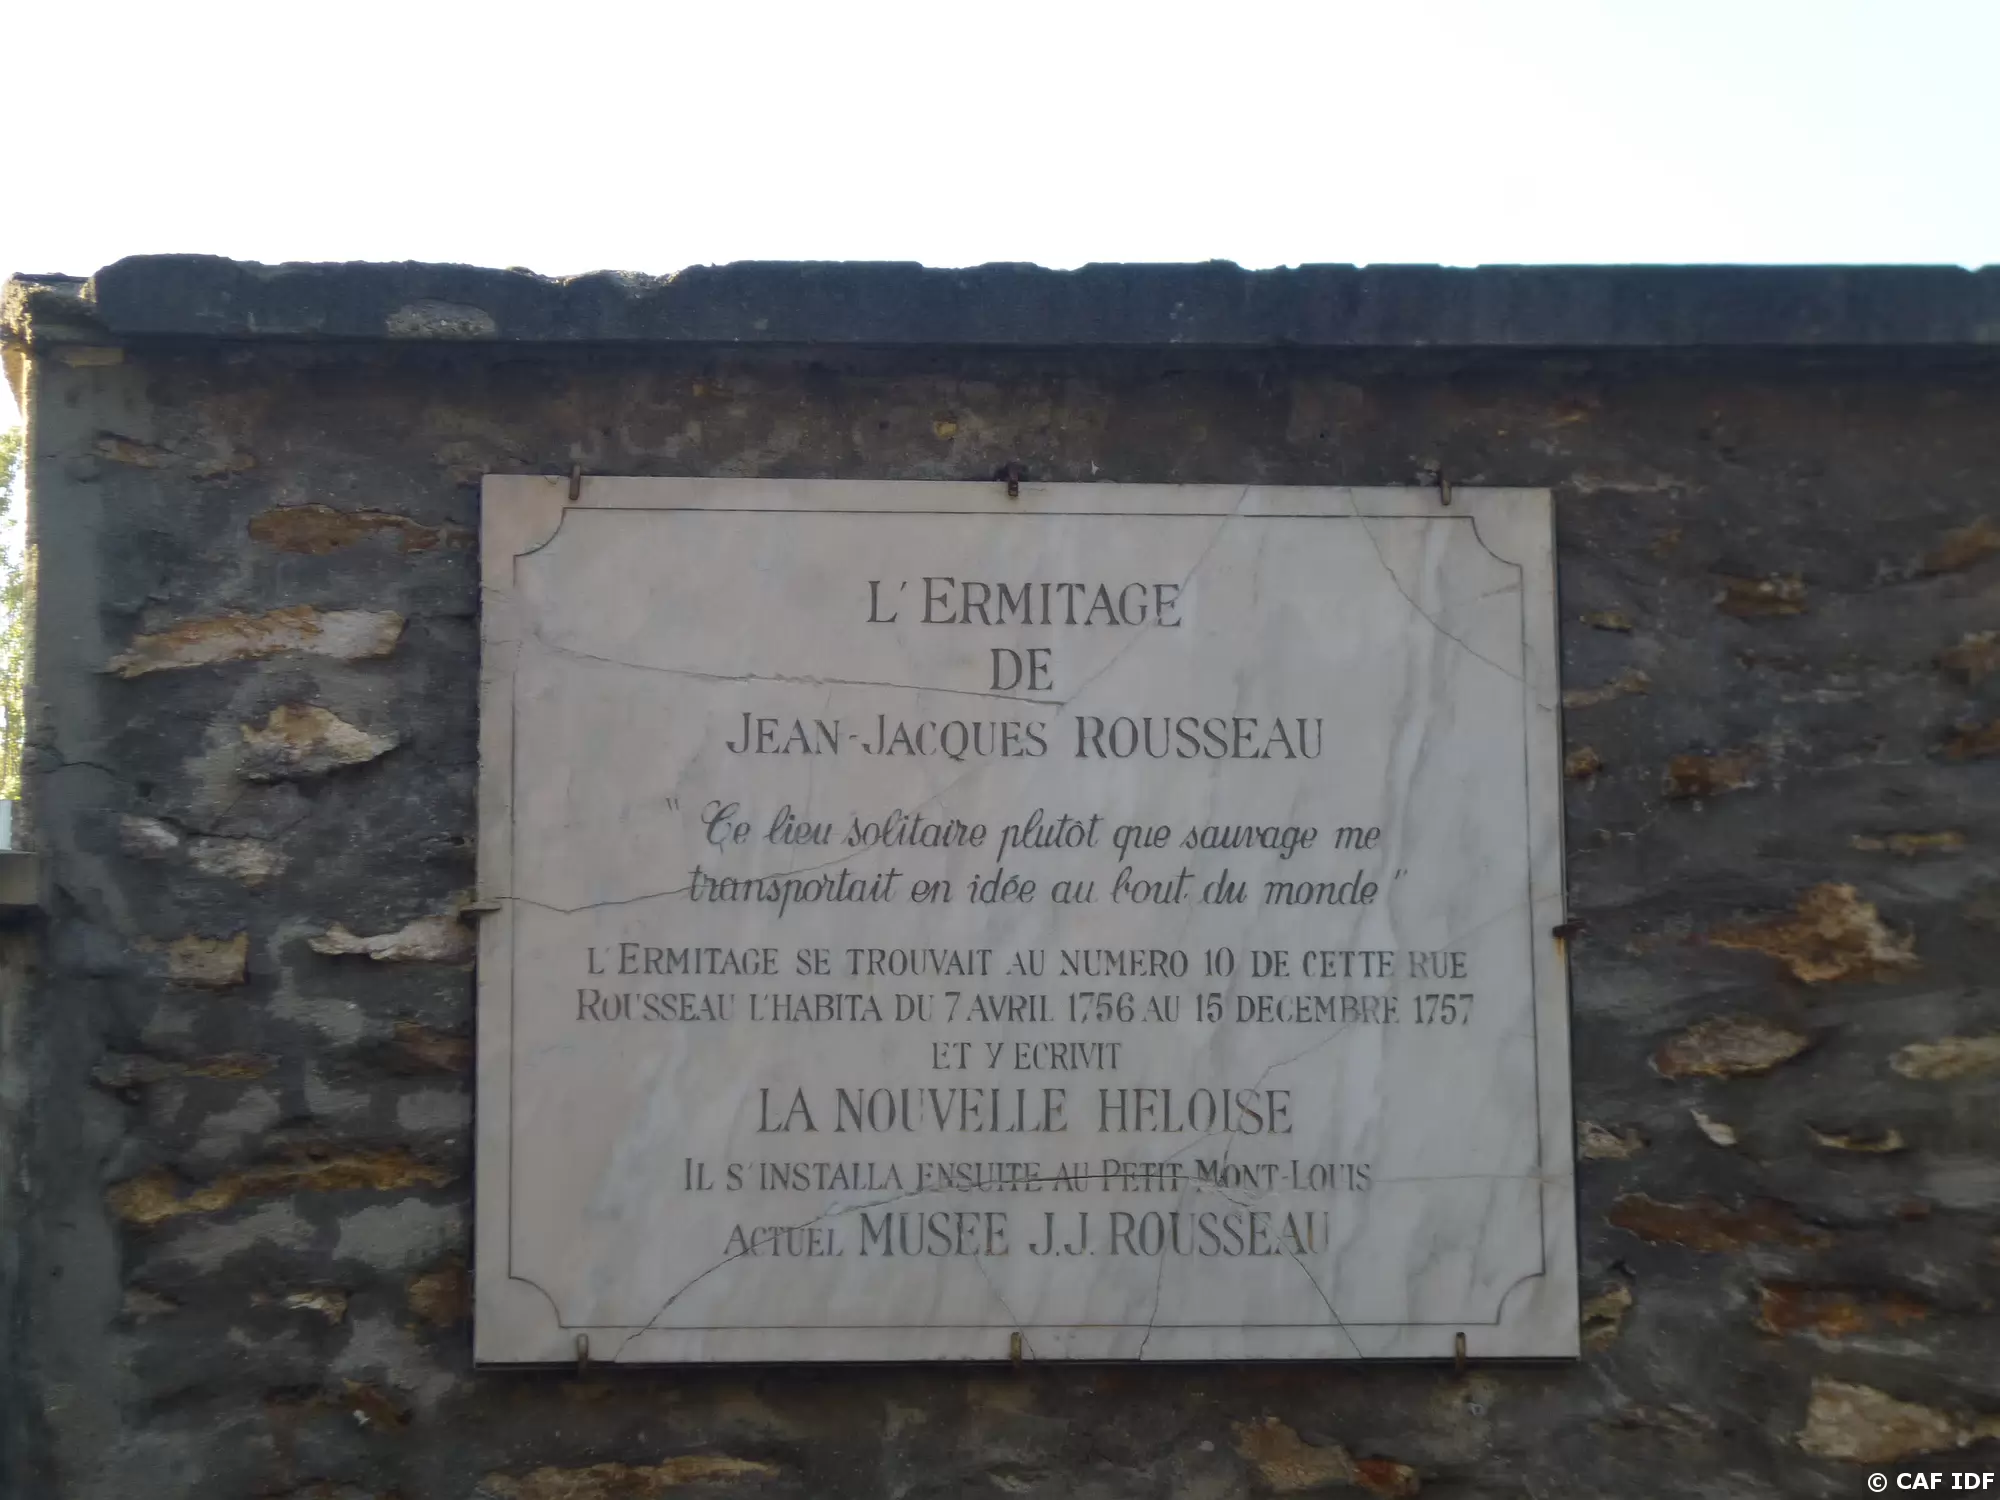 L'ERMITAGE
DE
JEAN-JACQUES ROUSSEAU
" Ce lieu solitaire plutôt que sauvage me
transportait en idée au bout du monde "
L'ERMITAGE SE TROUVAIT AU NUMERO 10 DE CETTE RUE
ROUSSEAU L'HABITA DU 7 AVRIL 1756 AU 15 DECEMBRE 1757
ET Y ECRIVIT
LA NOUVELLE HELOISE
IL S'INSTALLA ENSUITE AU PETIT MONT-LOUIS
ACTUEL MUSEE J.J. ROUSSEAU
© CAF IDF